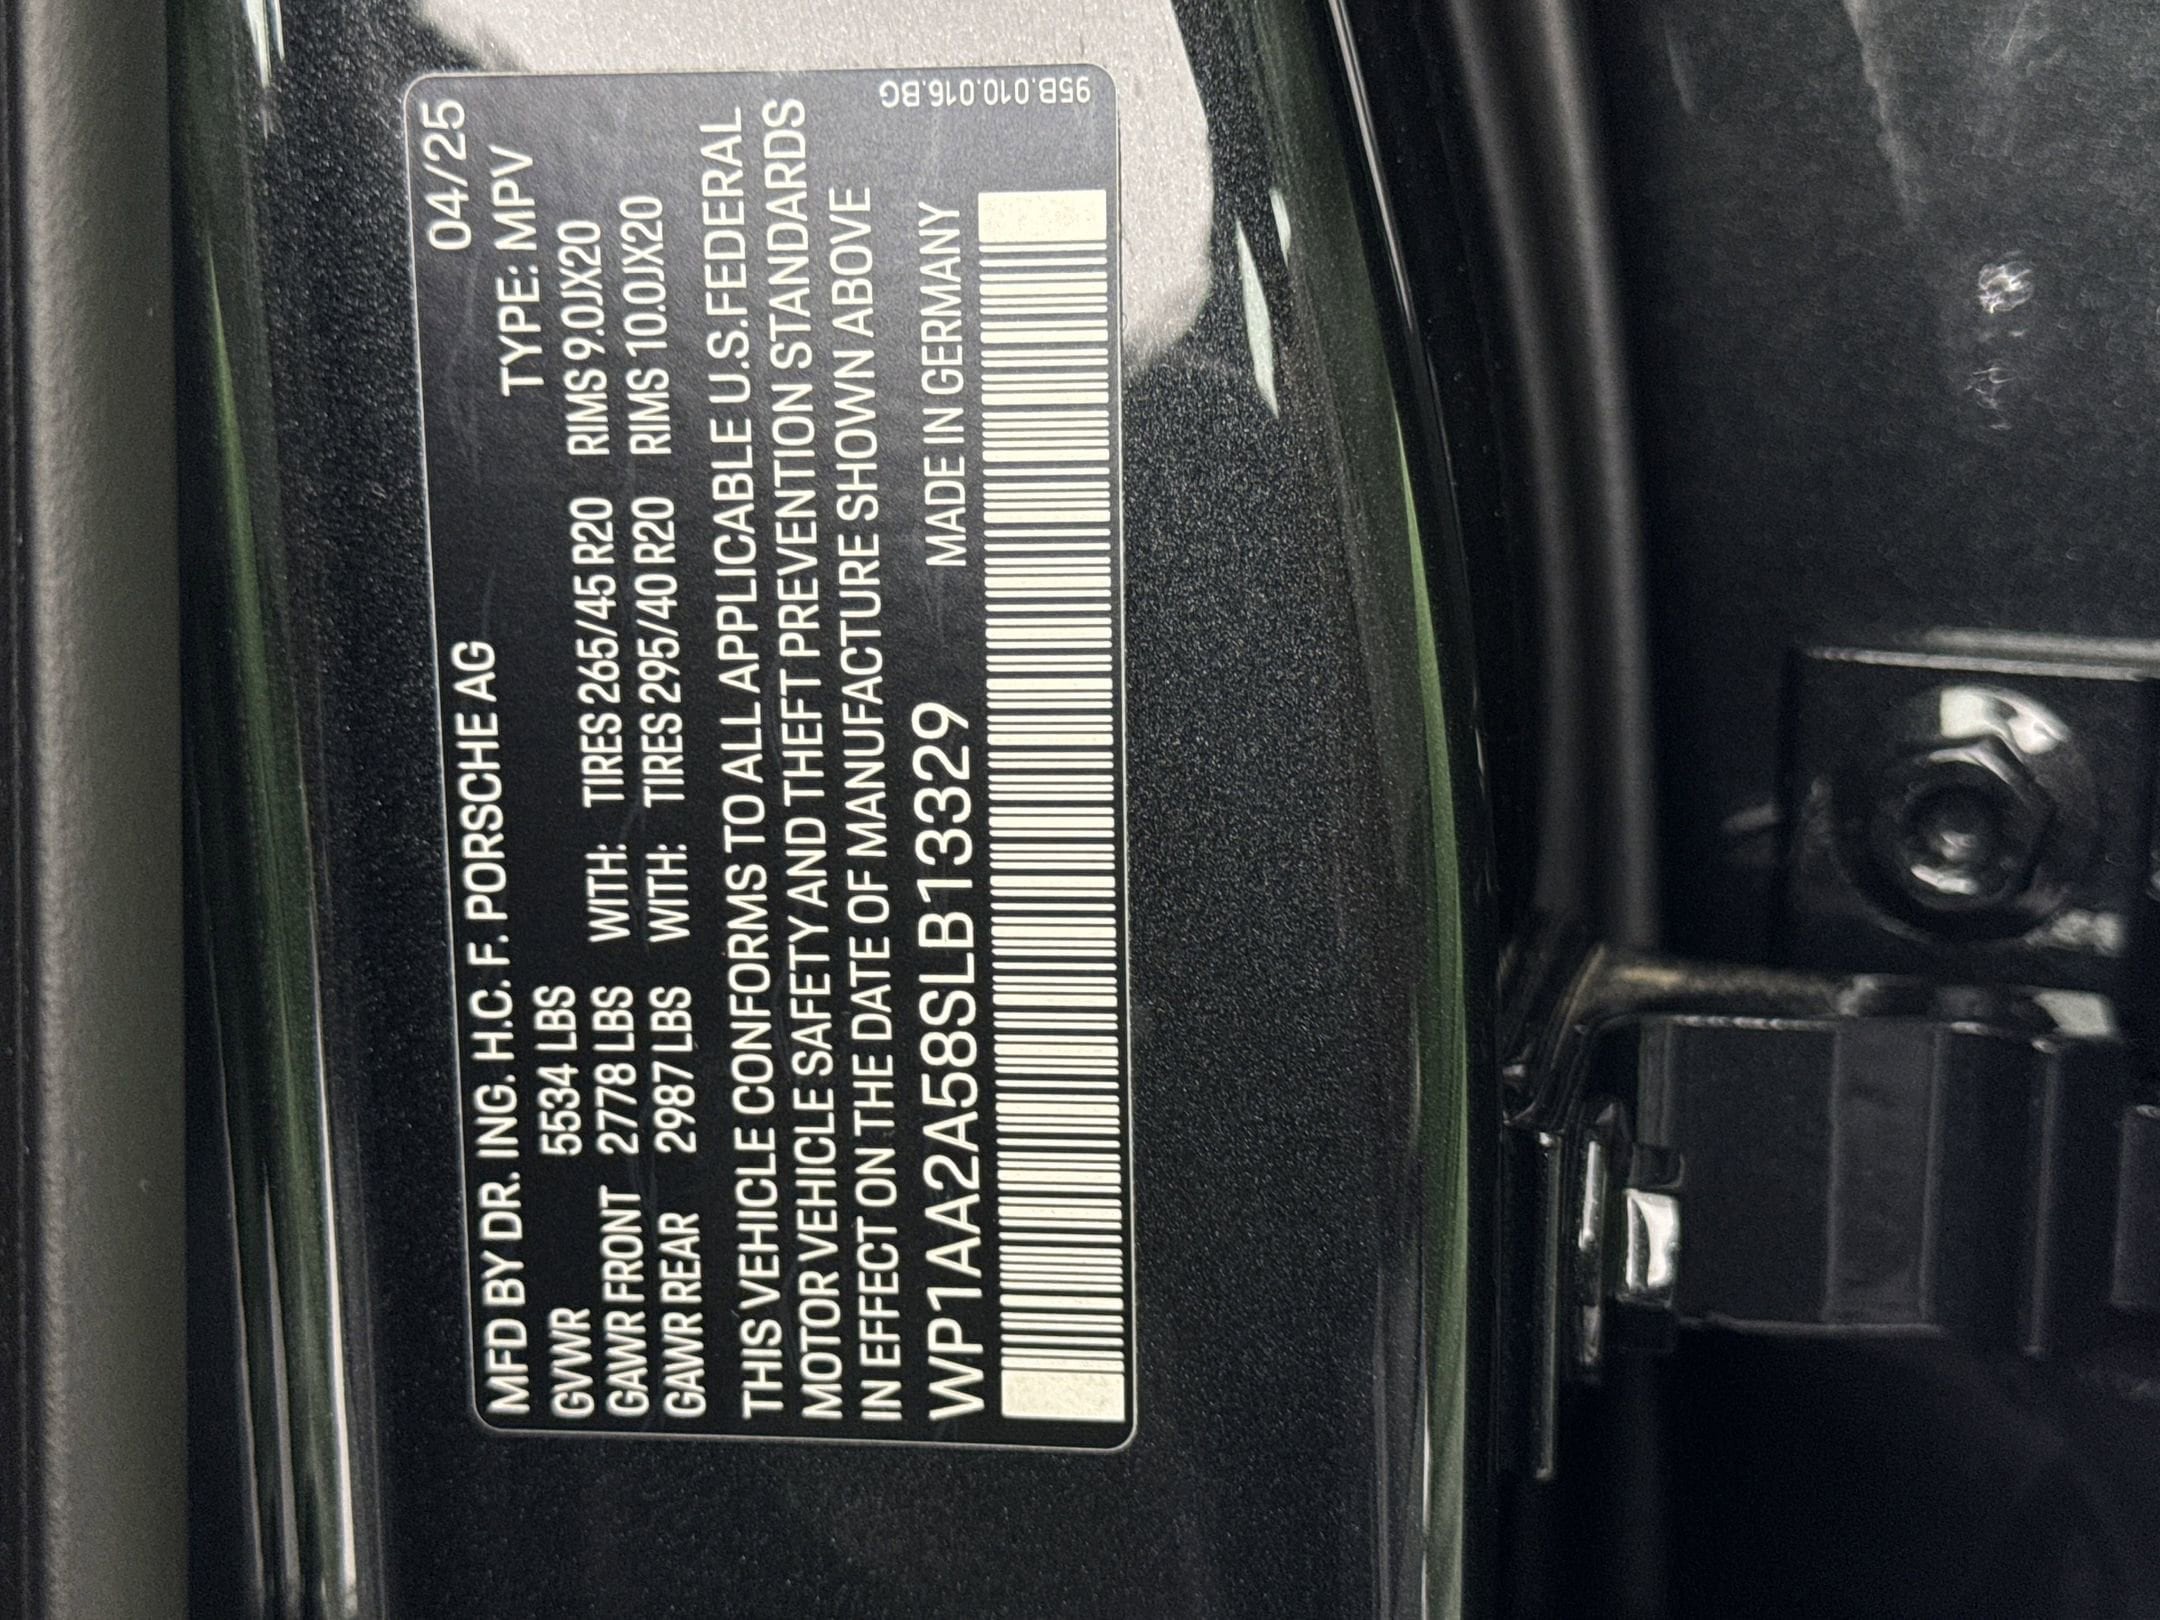 04/25
MFD BY DR. ING. H.C. F. PORSCHE AG
TYPE: MPV
GVWR 5534 LBS
GAWR FRONT 2778 LBS WITH: TIRES 265/45 R20 RIMS 9.0JX20
GAWR REAR 2987 LBS WITH: TIRES 295/40 R20 RIMS 10.0JX20
THIS VEHICLE CONFORMS TO ALL APPLICABLE U.S.FEDERAL
MOTOR VEHICLE SAFETY AND THEFT PREVENTION STANDARDS
IN EFFECT ON THE DATE OF MANUFACTURE SHOWN ABOVE
WP1AA2A58SLB13329 MADE IN GERMANY
95B.010.016.BG